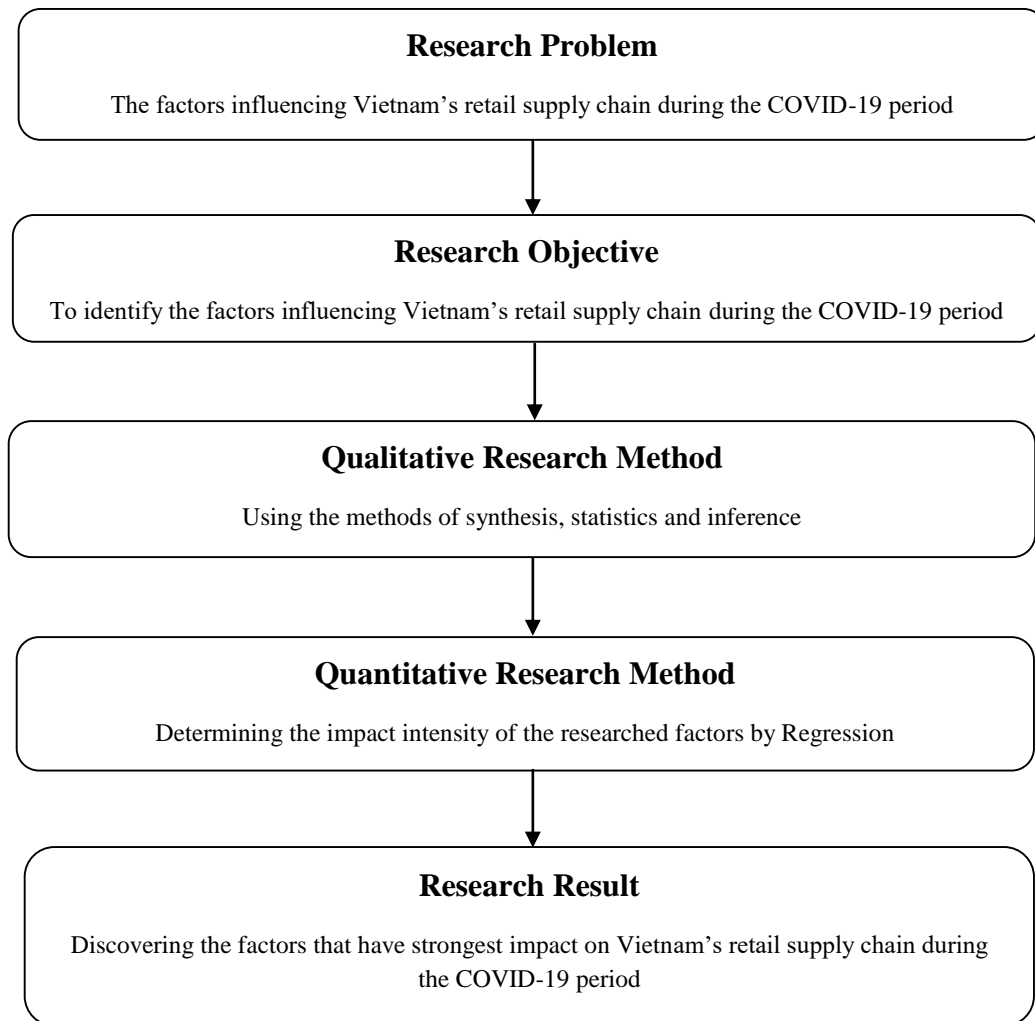 Research Problem
The factors influencing Vietnam’s retail supply chain during the COVID-19 period
Research Objective
To identify the factors influencing Vietnam’s retail supply chain during the COVID-19 period
Qualitative Research Method
Using the methods of synthesis, statistics and inference
Quantitative Research Method
Determining the impact intensity of the researched factors by Regression
Research Result
Discovering the factors that have strongest impact on Vietnam’s retail supply chain during
the COVID-19 period